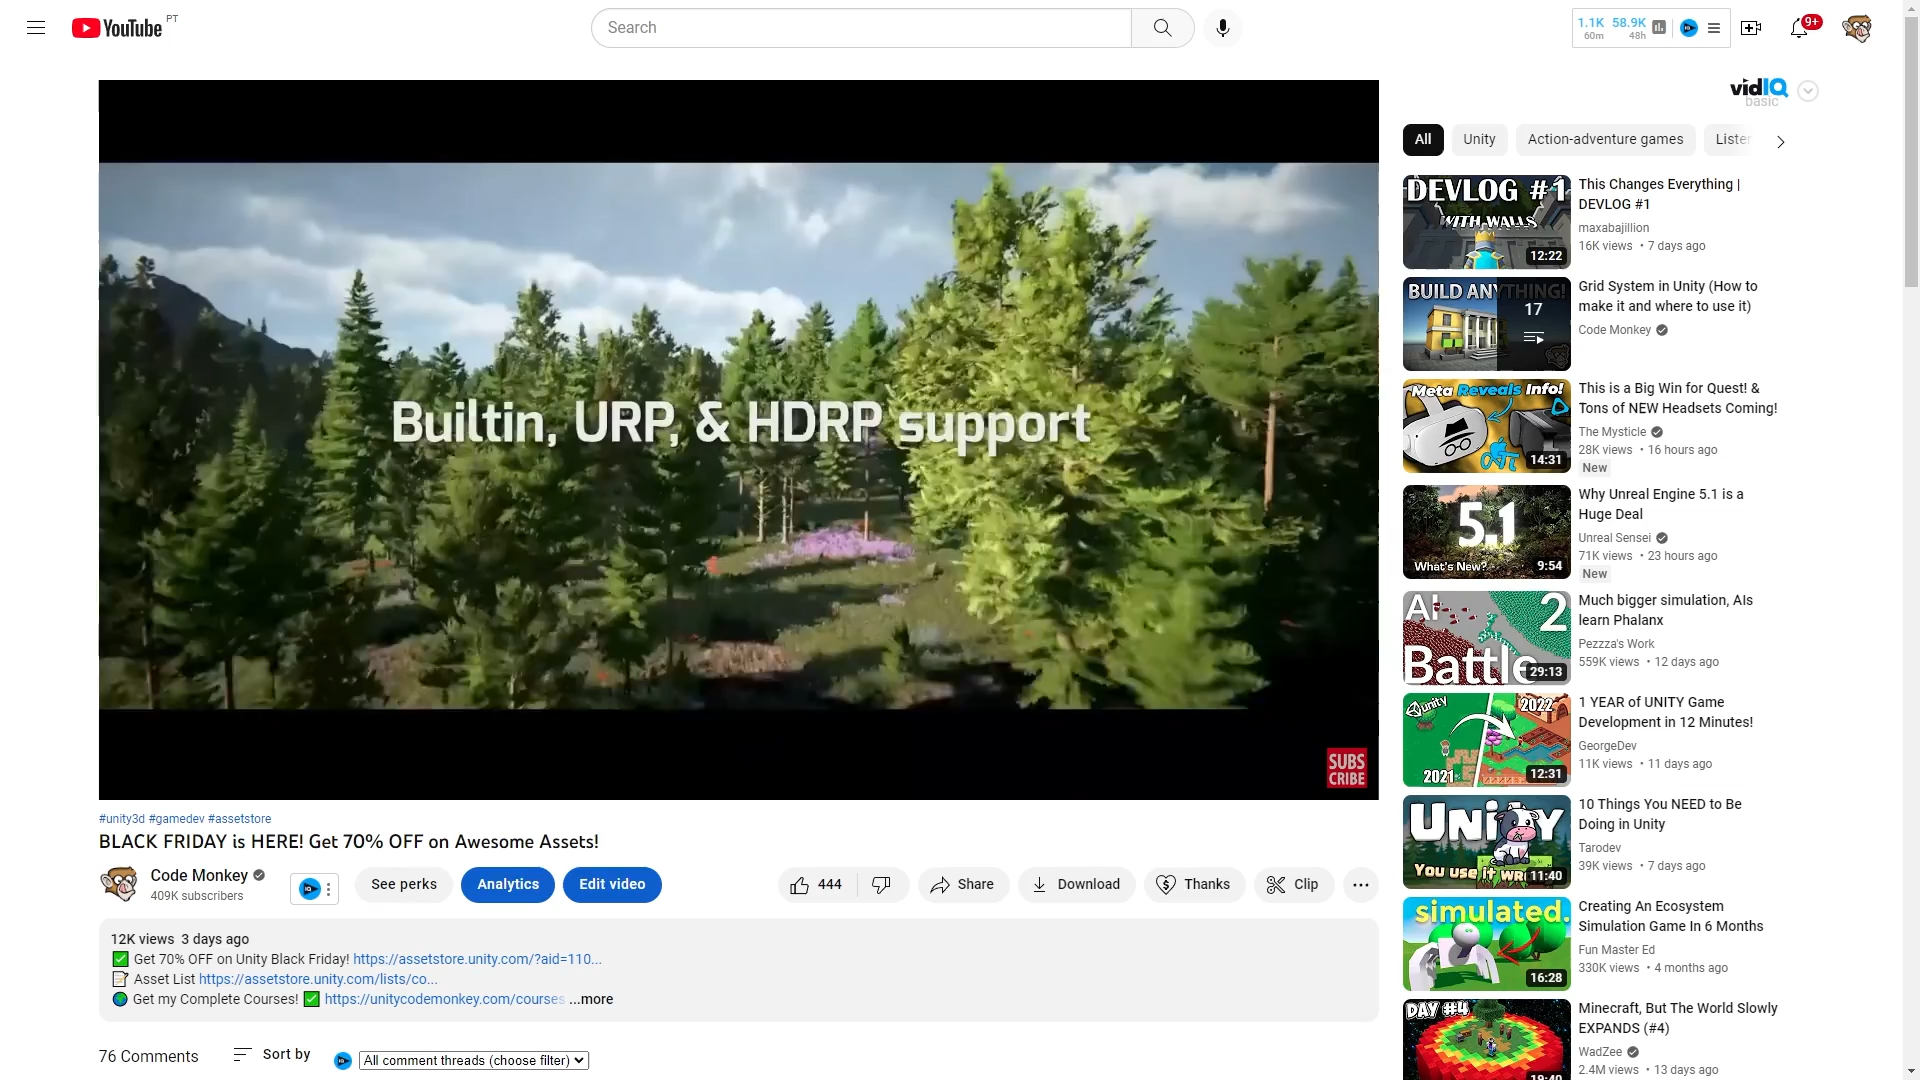 YouTube PT
Search
1.1K 58.9K
60m 48h
9+
vidIQ
basic
All
Unity
Action-adventure games
Builtin, URP, & HDRP support
SUBS
CRIBE
#unity3d #gamedev #assetstore
BLACK FRIDAY is HERE! Get 70% OFF on Awesome Assets!
Code Monkey
409K subscribers
See perks
Analytics
Edit video
444
Share
Download
Thanks
Clip
12K views 3 days ago
Get 70% OFF on Unity Black Friday! https://assetstore.unity.com/?aid=110...
Asset List https://assetstore.unity.com/lists/co...
Get my Complete Courses! https://unitycodemonkey.com/courses ...more
76 Comments
Sort by
All comment threads (choose filter)
DEVLOG #1
WITH WALLS
12:22
This Changes Everything |
DEVLOG #1
maxabajillion
16K views • 7 days ago
BUILD ANYTHING!
17
Grid System in Unity (How to
make it and where to use it)
Code Monkey
Meta Reveals Info!
14:31
This is a Big Win for Quest! &
Tons of NEW Headsets Coming!
The Mysticle
28K views • 16 hours ago
New
5.1
What's New?
9:54
Why Unreal Engine 5.1 is a
Huge Deal
Unreal Sensei
71K views • 23 hours ago
New
AI 2
Battle
29:13
Much bigger simulation, AIs
learn Phalanx
Pezzza's Work
559K views • 12 days ago
unity 2022
2021
12:31
1 YEAR of UNITY Game
Development in 12 Minutes!
GeorgeDev
11K views • 11 days ago
UNITY
You use it
11:40
10 Things You NEED to Be
Doing in Unity
Tarodev
39K views • 7 days ago
simulated.
16:28
Creating An Ecosystem
Simulation Game In 6 Months
Fun Master Ed
330K views • 4 months ago
DAY #4
19:40
Minecraft, But The World Slowly
EXPANDS (#4)
WadZee
2.4M views • 13 days ago